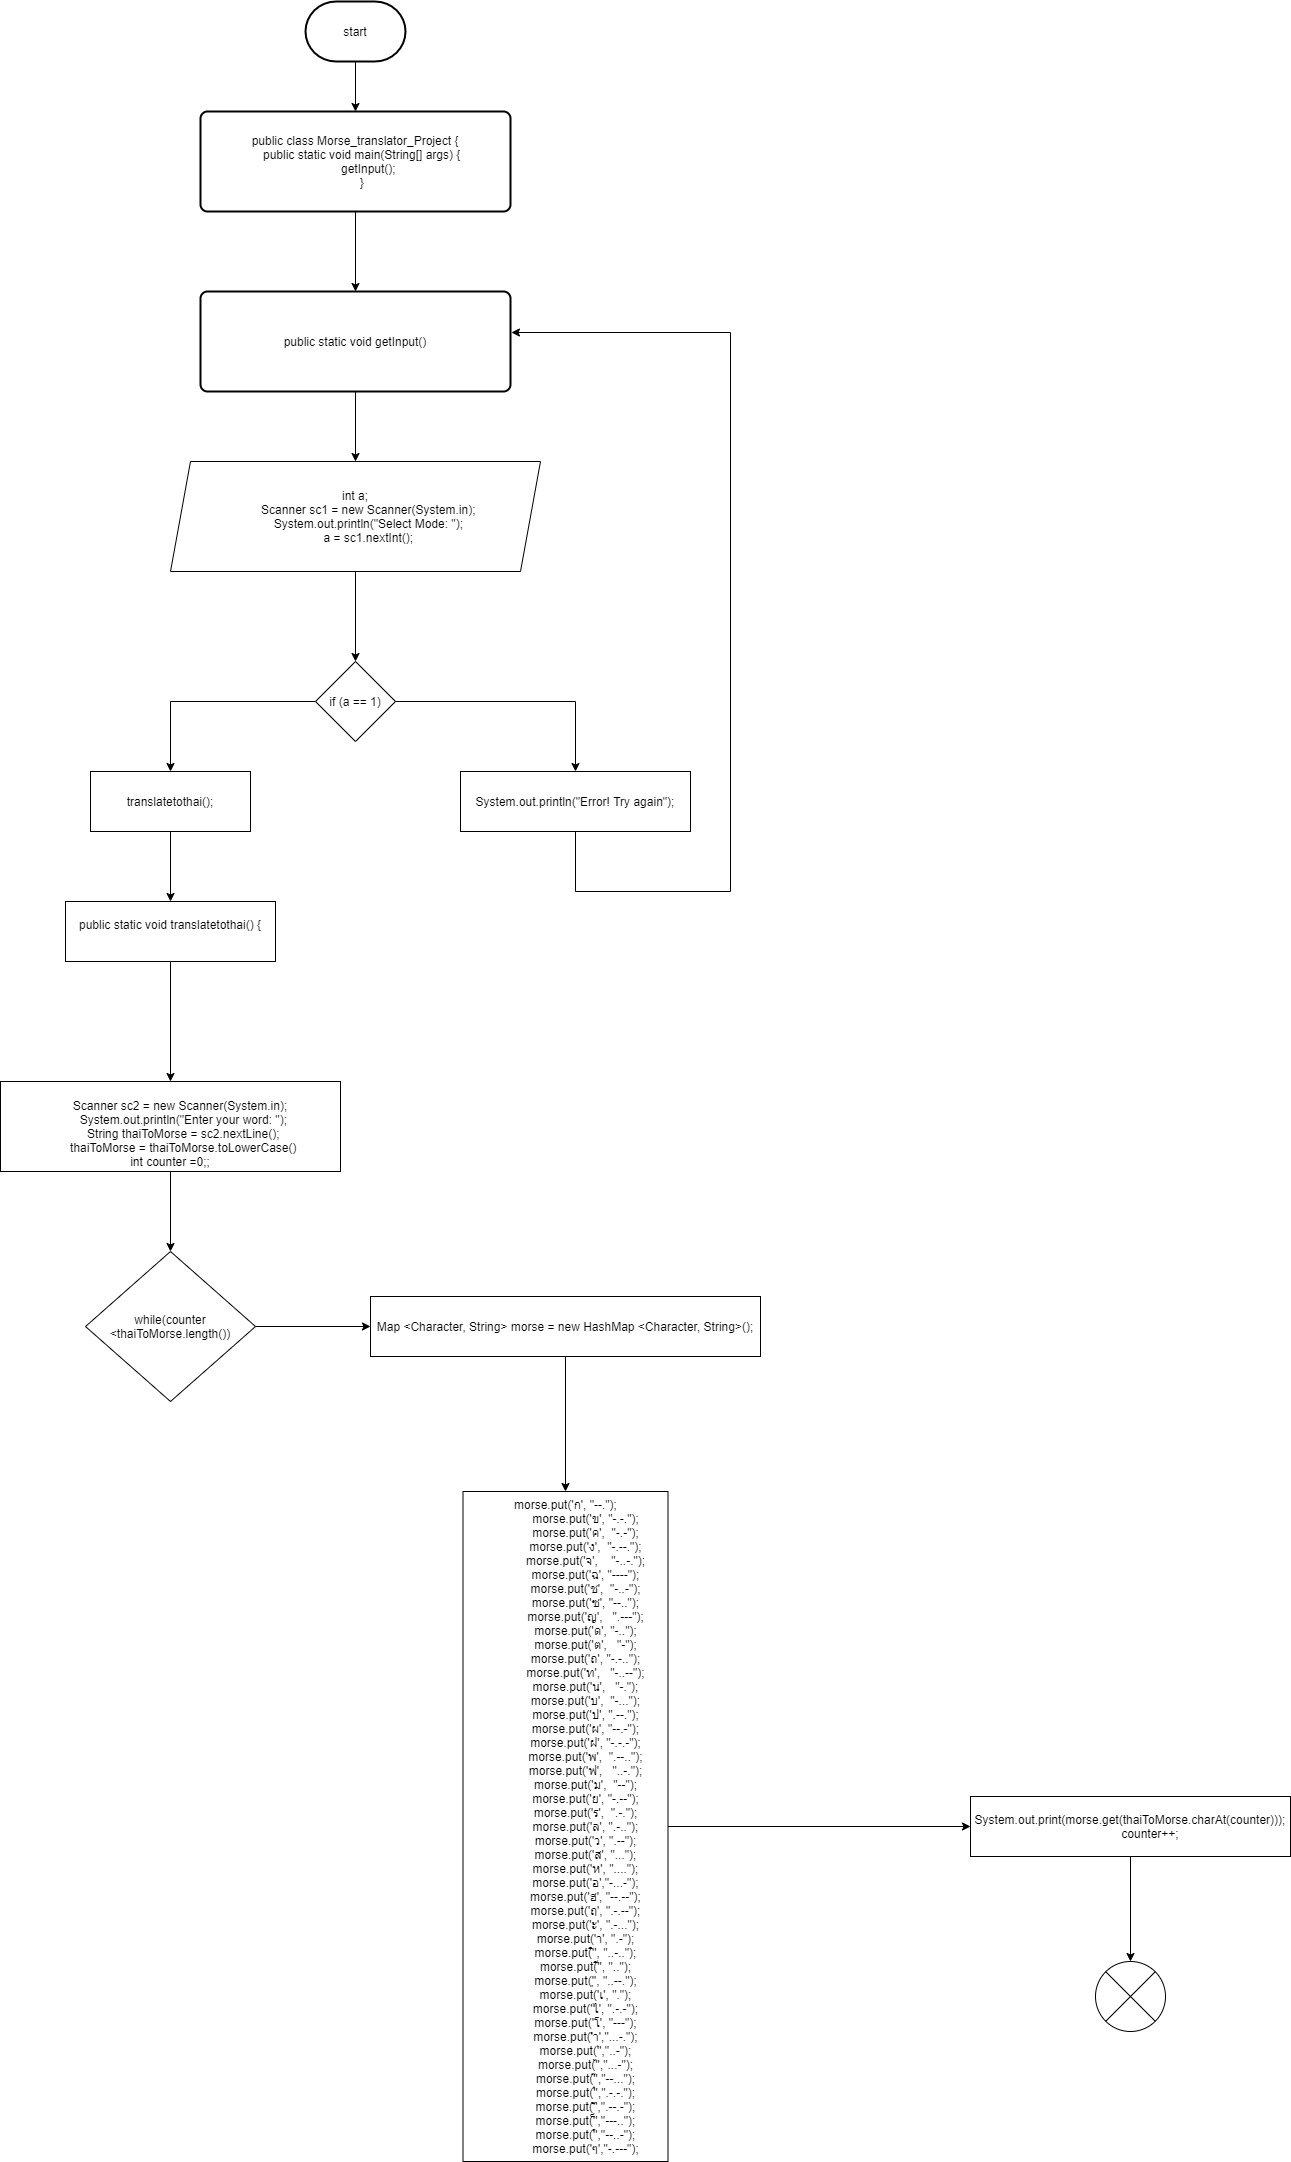 start
public class Morse_translator_Project {
public static void main(String[] args) {
getInput();
}
public static void getInput()
int a;
Scanner sc1 = new Scanner(System.in);
System.out.println("Select Mode: ");
a = sc1.nextInt();
if (a == 1)
translatetothai();
System.out.println("Error! Try again");
public static void translatetothai() {
Scanner sc2 = new Scanner(System.in);
System.out.println("Enter your word: ");
String thaiToMorse = sc2.nextLine();
thaiToMorse = thaiToMorse.toLowerCase()
int counter =0;;
while(counter
<thaiToMorse.length())
Map <Character, String> morse = new HashMap <Character, String>();
morse.put('ก', "--.");
morse.put('ข', "-.-.");
morse.put('ค', "-.-");
morse.put('ง', "-.--.");
morse.put('จ', "-..-.");
morse.put('ฉ', "----");
morse.put('ช', "-..-");
morse.put('ซ', "--..");
morse.put('ญ', ".---");
morse.put('ด', "-..");
morse.put('ต', "-");
morse.put('ถ', "-.-..");
morse.put('ท', "-..--");
morse.put('น', "-.");
morse.put('บ', "-...");
morse.put('ป', ".--.");
morse.put('ผ', "--.-");
morse.put('ฝ', "-.-.-");
morse.put('พ', ".--..");
morse.put('ฟ', "..-.");
morse.put('ม', "--");
morse.put('ย', "-.--");
morse.put('ร', ".-.");
morse.put('ล', ".-..");
morse.put('ว', ".--");
morse.put('ส', "...");
morse.put('ห', "....");
morse.put('อ',"-...-");
morse.put('ฮ', "--.--");
morse.put('ฤ', ".-.--");
morse.put('ะ', ".-...");
morse.put('า', ".-");
morse.put( "..-..");
morse.put( "..");
morse.put( "..--.");
morse.put('เ', ".");
morse.put('ไ', ".-.-");
morse.put('โ', "---");
morse.put('ำ',"...-.");
morse.put( "..-");
morse.put( "...-");
morse.put( "--...");
morse.put( ".-.-.");
morse.put( ".--.-");
morse.put( "---..");
morse.put( "--..-");
morse.put('ๆ',"-.---");
System.out.print(morse.get(thaiToMorse.charAt(counter)));
counter++;